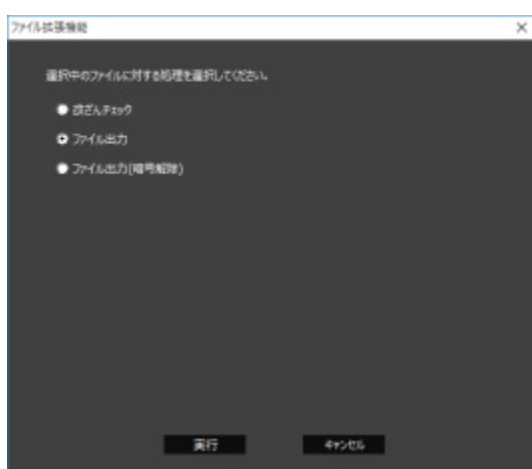 ファイル拡張機能
選択中のファイルに対する処理を選択してください。
改ざんチェック
ファイル出力
ファイル出力(暗号解除)
実行
キャンセル